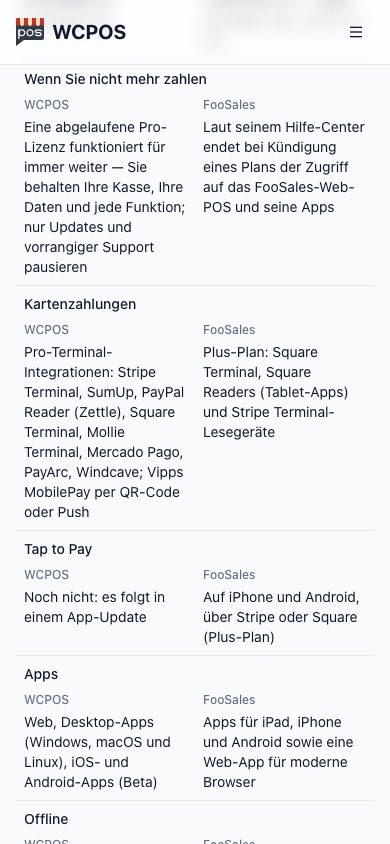 pos WCPOS
Wenn Sie nicht mehr zahlen
WCPOS
Eine abgelaufene Pro-
Lizenz funktioniert für
immer weiter — Sie
behalten Ihre Kasse, Ihre
Daten und jede Funktion;
nur Updates und
vorrangiger Support
pausieren
FooSales
Laut seinem Hilfe-Center
endet bei Kündigung
eines Plans der Zugriff
auf das FooSales-Web-
POS und seine Apps
Kartenzahlungen
WCPOS
Pro-Terminal-
Integrationen: Stripe
Terminal, SumUp, PayPal
Reader (Zettle), Square
Terminal, Mollie
Terminal, Mercado Pago,
PayArc, Windcave; Vipps
MobilePay per QR-Code
oder Push
FooSales
Plus-Plan: Square
Terminal, Square
Readers (Tablet-Apps)
und Stripe Terminal-
Lesegeräte
Tap to Pay
WCPOS
Noch nicht: es folgt in
einem App-Update
FooSales
Auf iPhone und Android,
über Stripe oder Square
(Plus-Plan)
Apps
WCPOS
Web, Desktop-Apps
(Windows, macOS und
Linux), iOS- und
Android-Apps (Beta)
FooSales
Apps für iPad, iPhone
und Android sowie eine
Web-App für moderne
Browser
Offline
WCPOS
FooSales